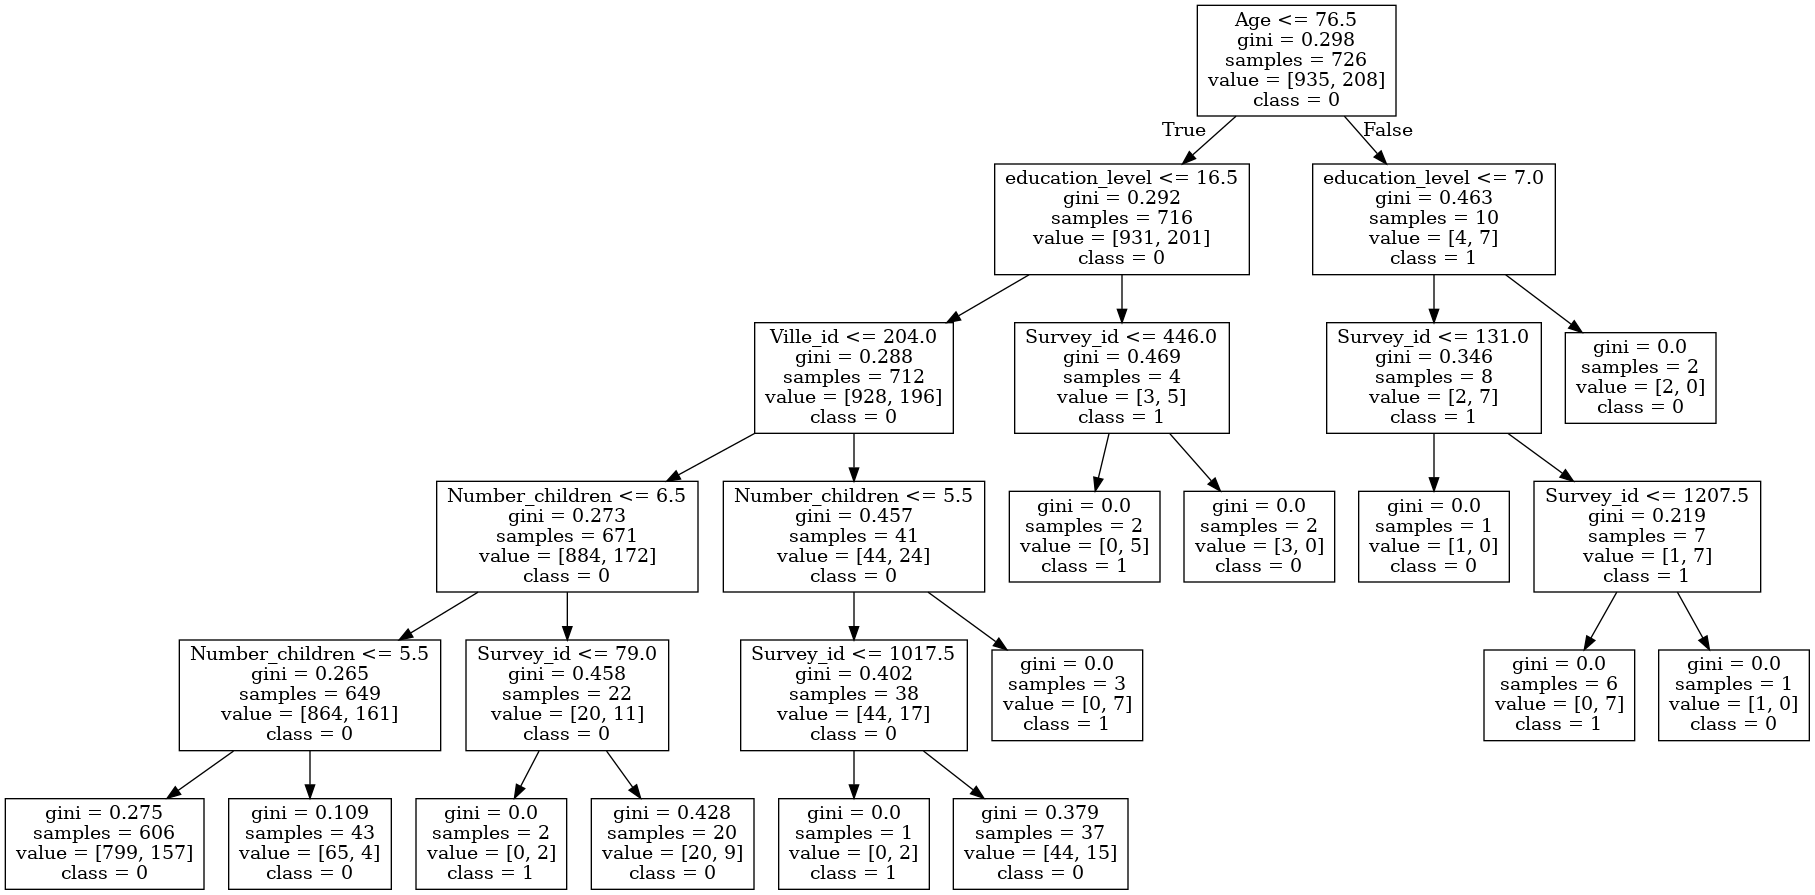 Age <= 76.5
gini = 0.298
samples = 726
value = [935, 208]
class = 0
True
False
education_level <= 16.5
gini = 0.292
samples = 716
value = [931, 201]
class = 0
education_level <= 7.0
gini = 0.463
samples = 10
value = [4, 7]
class = 1
Ville_id <= 204.0
gini = 0.288
samples = 712
value = [928, 196]
class = 0
Survey_id <= 446.0
gini = 0.469
samples = 4
value = [3, 5]
class = 1
Survey_id <= 131.0
gini = 0.346
samples = 8
value = [2, 7]
class = 1
gini = 0.0
samples = 2
value = [2, 0]
class = 0
Number_children <= 6.5
gini = 0.273
samples = 671
value = [884, 172]
class = 0
Number_children <= 5.5
gini = 0.457
samples = 41
value = [44, 24]
class = 0
gini = 0.0
samples = 2
value = [0, 5]
class = 1
gini = 0.0
samples = 2
value = [3, 0]
class = 0
gini = 0.0
samples = 1
value = [1, 0]
class = 0
Survey_id <= 1207.5
gini = 0.219
samples = 7
value = [1, 7]
class = 1
Number_children <= 5.5
gini = 0.265
samples = 649
value = [864, 161]
class = 0
Survey_id <= 79.0
gini = 0.458
samples = 22
value = [20, 11]
class = 0
Survey_id <= 1017.5
gini = 0.402
samples = 38
value = [44, 17]
class = 0
gini = 0.0
samples = 3
value = [0, 7]
class = 1
gini = 0.0
samples = 6
value = [0, 7]
class = 1
gini = 0.0
samples = 1
value = [1, 0]
class = 0
gini = 0.275
samples = 606
value = [799, 157]
class = 0
gini = 0.109
samples = 43
value = [65, 4]
class = 0
gini = 0.0
samples = 2
value = [0, 2]
class = 1
gini = 0.428
samples = 20
value = [20, 9]
class = 0
gini = 0.0
samples = 1
value = [0, 2]
class = 1
gini = 0.379
samples = 37
value = [44, 15]
class = 0